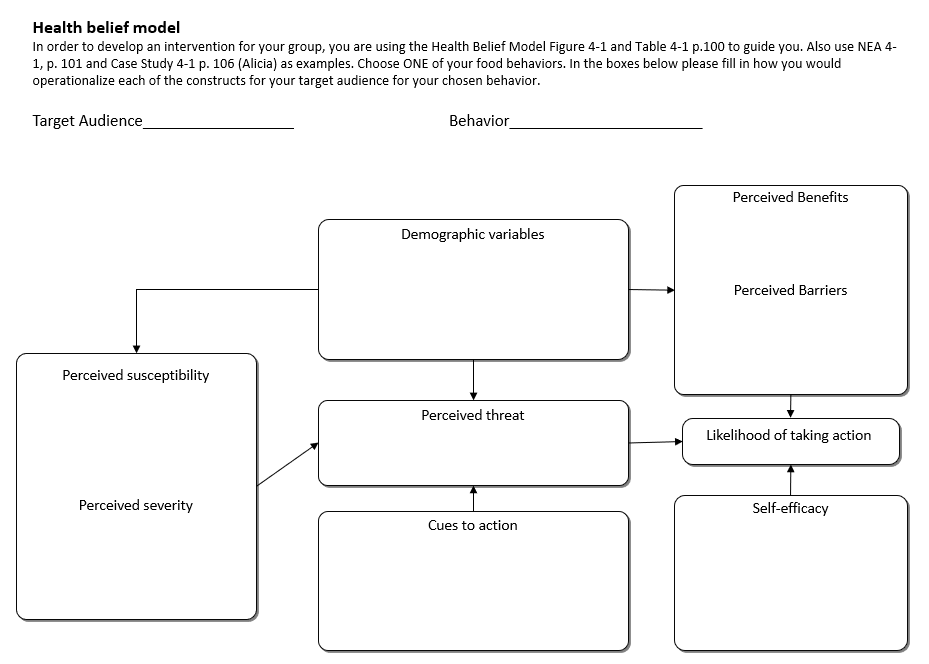 Health belief model
In order to develop an intervention for your group, you are using the Health Belief Model Figure 4-1 and Table 4-1 p.100 to guide you. Also use NEA 4-
1, p. 101 and Case Study 4-1 p. 106 (Alicia) as examples. Choose ONE of your food behaviors. In the boxes below please fill in how you would
operationalize each of the constructs for your target audience for your chosen behavior.
Target Audience____________________ Behavior_________________________
Perceived Benefits
Demographic variables
Perceived Barriers
Perceived susceptibility
Perceived threat
Likelihood of taking action
Perceived severity
Self-efficacy
Cues to action